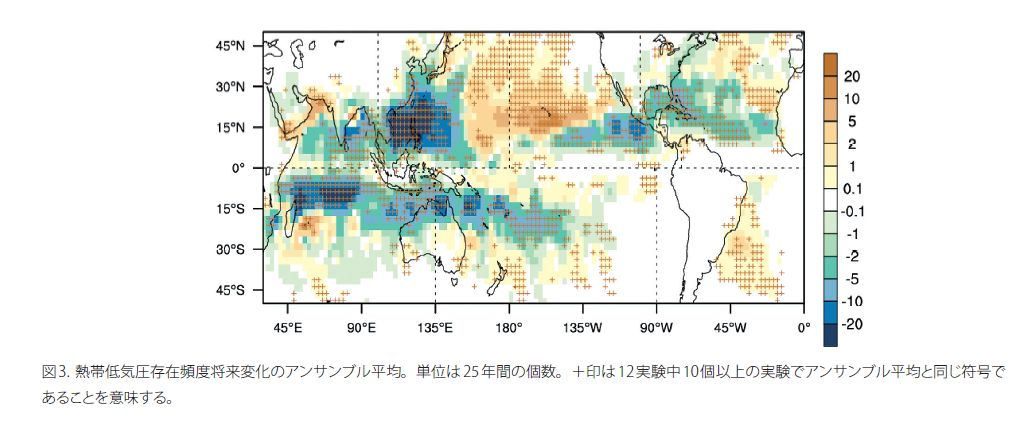 45°N
30°N
15°N
0°
15°S
30°S
45°S
45°E 90°E 135°E 180° 135°W 90°W 45°W 0°
20
10
5
2
1
0.1
-0.1
-1
-2
-5
-10
-20
図3. 熱帯低気圧存在頻度将来変化のアンサンブル平均。単位は25年間の個数。＋印は12実験中10個以上の実験でアンサンブル平均と同じ符号で
あることを意味する。